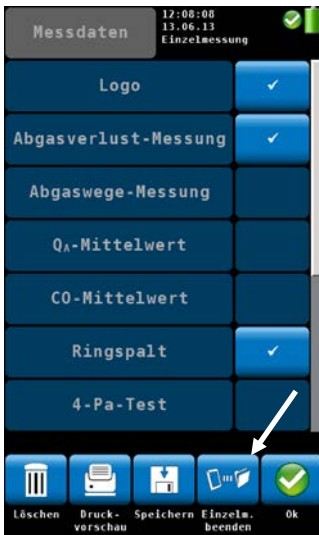 Messdaten
12:08:08
13.06.13
Einzelmessung
Logo
Abgasverlust-Messung
Abgaswege-Messung
QA-Mittelwert
CO-Mittelwert
Ringspalt
4-Pa-Test
Löschen
Druck-
vorschau
Speichern
Einzelm.
beenden
Ok